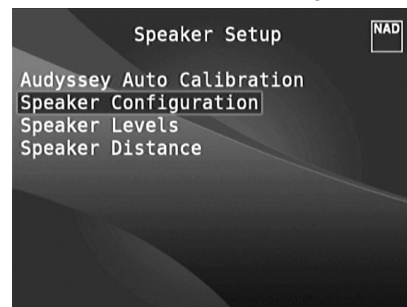 Speaker Setup
NAD
Audyssey Auto Calibration
Speaker Configuration
Speaker Levels
Speaker Distance